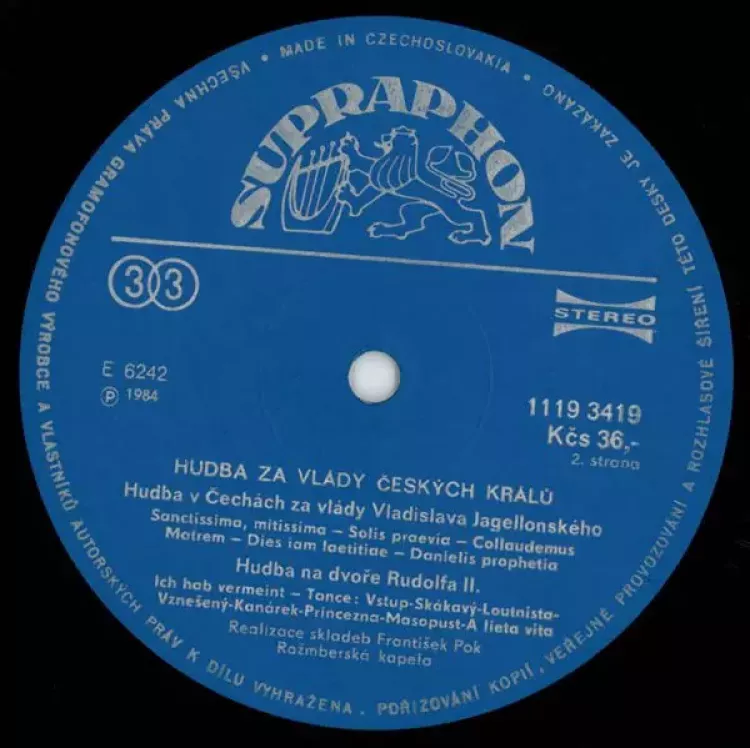 VŠECHNA PRÁVA GRAMOFONOVÉHO VÝROBCE A VLASTNÍKŮ AUTORSKÝCH PRÁV K DÍLU VYHRAŽENA. POŘIZOVÁNÍ KOPIÍ, VEŘEJNÉ PROVOZOVÁNÍ A ROZHLASOVÉ ŠÍŘENÍ TÉTO DESKY JE ZAKÁZÁNO • MADE IN CZECHOSLOVAKIA •
SUPRAPHON
33
STEREO
E 6242
Ⓟ 1984
1119 3419
Kčs 36,-
2. strana
HUDBA ZA VLÁDY ČESKÝCH KRÁLŮ
Hudba v Čechách za vlády Vladislava Jagellonského
Sanctissima, mitissima – Solis praevia – Collaudemus
Matrem – Dies iam laetitiae – Danielis prophetia
Hudba na dvoře Rudolfa II.
Ich hab vermeint – Tance: Vstup-Skákavý-Loutnista-
Vznešený-Kanárek-Princezna-Masopust-A lieta vita
Realizace skladeb František Pok
Rožmberská kapela